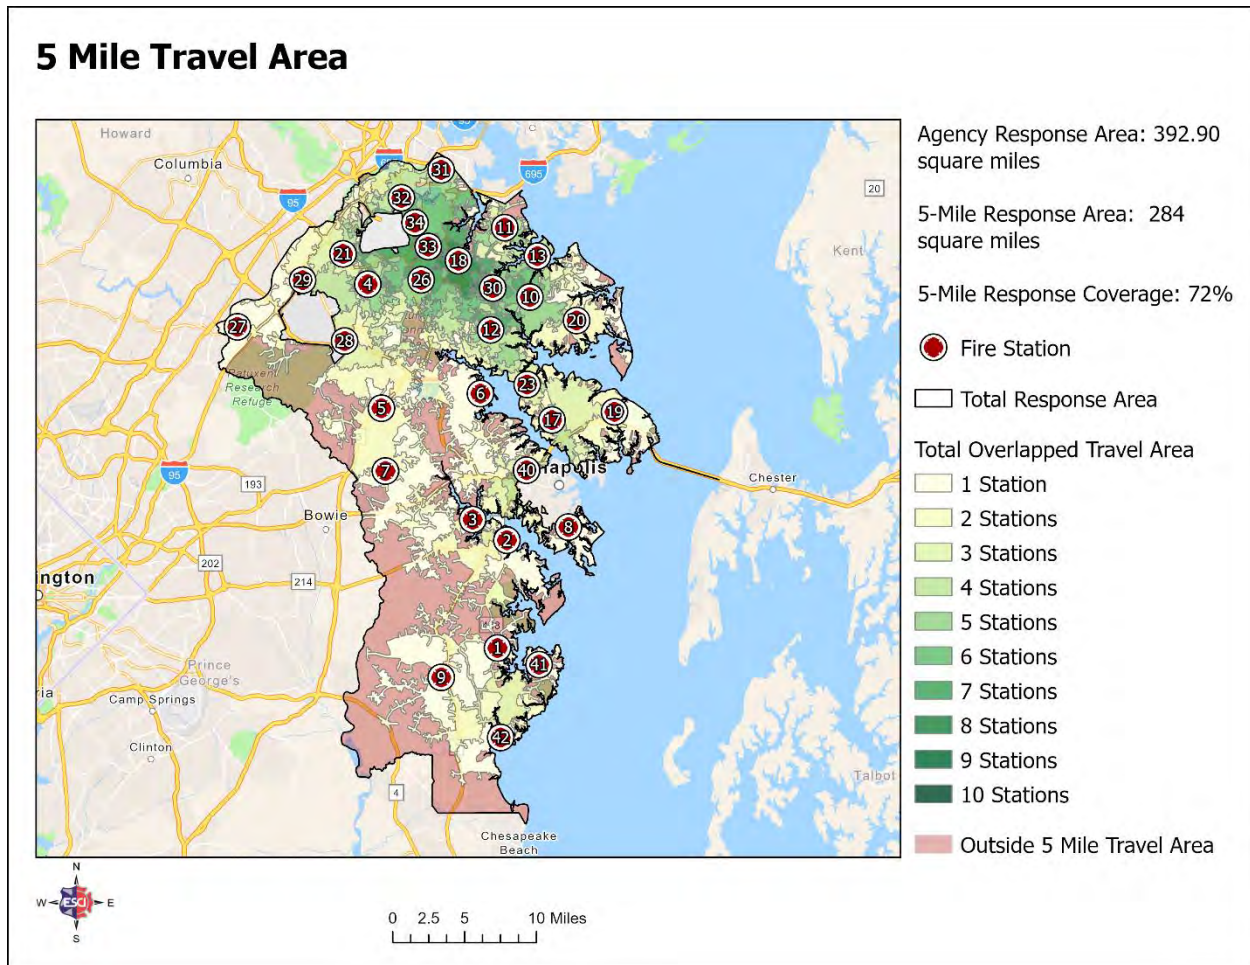 5 Mile Travel Area
Howard
Columbia
95
695
20
Kent
31
32
34
11
33
13
21
18
29
4
26
30
10
27
20
12
28
Patuxent
Research
Refuge
5
6
23
17
19
7
40
napolis
95
193
Chester
Bowie
3
8
2
202
ington
214
1
41
Prince
George's
9
ria
Camp Springs
42
Clinton
Talbot
4
Chesapeake
Beach
Agency Response Area: 392.90
square miles
5-Mile Response Area: 284
square miles
5-Mile Response Coverage: 72%
Fire Station
Total Response Area
Total Overlapped Travel Area
1 Station
2 Stations
3 Stations
4 Stations
5 Stations
6 Stations
7 Stations
8 Stations
9 Stations
10 Stations
Outside 5 Mile Travel Area
N
W E
ESCI
S
0 2.5 5 10 Miles